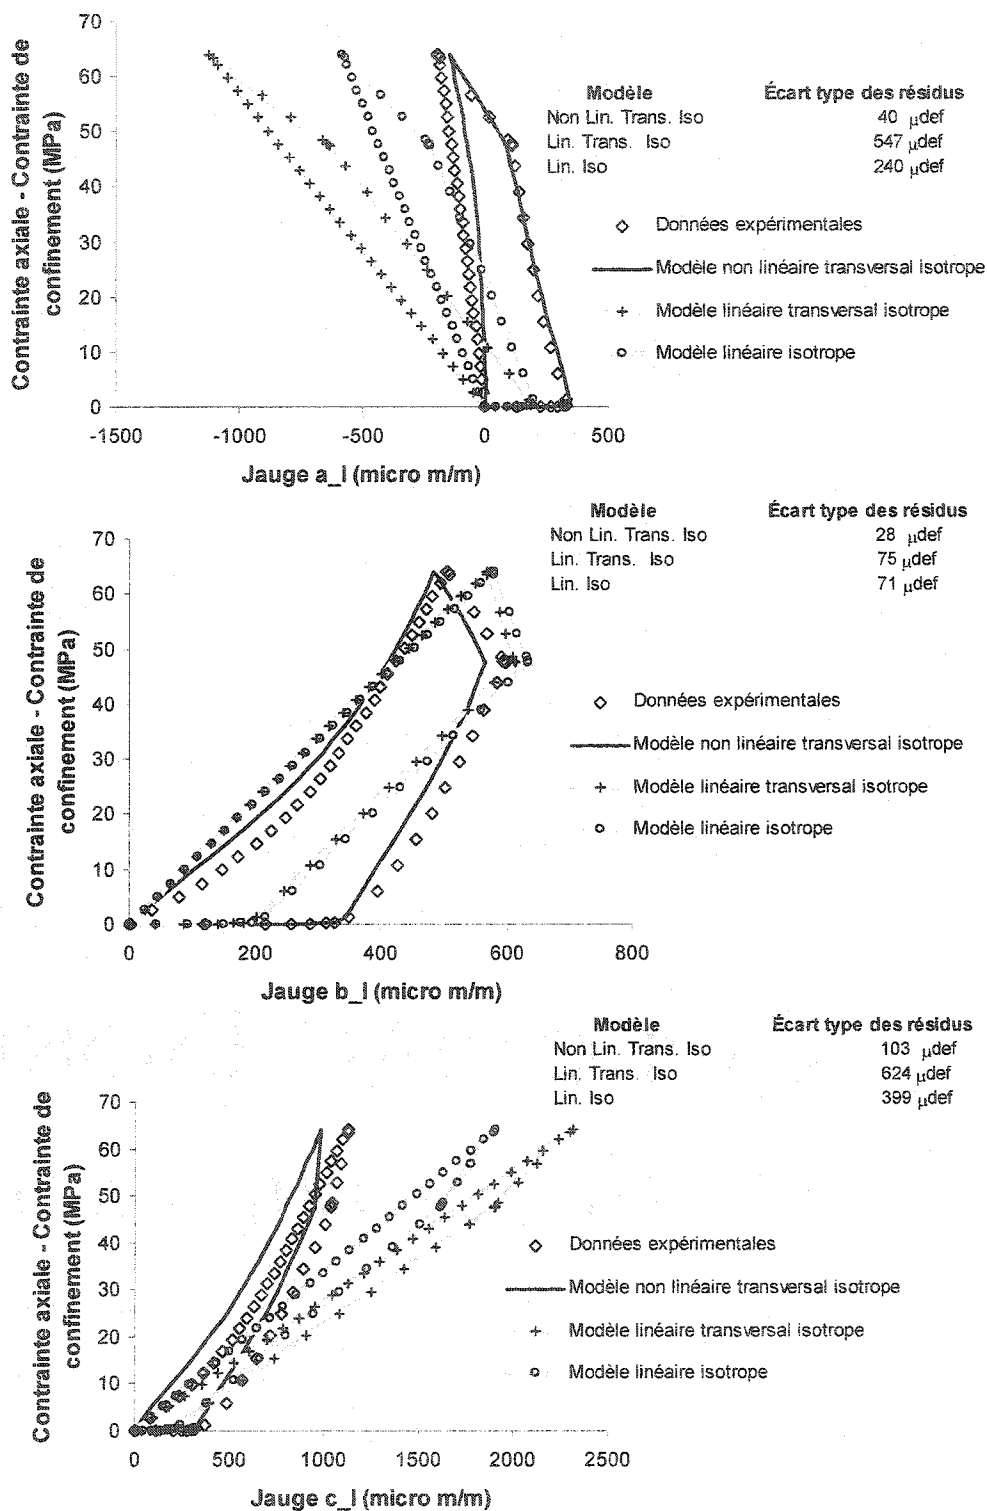 Contrainte axiale - Contrainte de
confinement (MPa)
70
60
50
40
30
20
10
0
-1500 -1000 -500 0 500
Jauge a_l (micro m/m)
Modèle Écart type des résidus
Non Lin. Trans. Iso 40 μdef
Lin. Trans. Iso 547 μdef
Lin. Iso 240 μdef
Données expérimentales
Modèle non linéaire transversal isotrope
Modèle linéaire transversal isotrope
Modèle linéaire isotrope
Contrainte axiale - Contrainte de
confinement (MPa)
70
60
50
40
30
20
10
0
0 200 400 600 800
Jauge b_l (micro m/m)
Modèle Écart type des résidus
Non Lin. Trans. Iso 28 μdef
Lin. Trans. Iso 75 μdef
Lin. Iso 71 μdef
Données expérimentales
Modèle non linéaire transversal isotrope
Modèle linéaire transversal isotrope
Modèle linéaire isotrope
Contrainte axiale - Contrainte de
confinement (MPa)
70
60
50
40
30
20
10
0
0 500 1000 1500 2000 2500
Jauge c_l (micro m/m)
Modèle Écart type des résidus
Non Lin. Trans. Iso 103 μdef
Lin. Trans. Iso 624 μdef
Lin. Iso 399 μdef
Données expérimentales
Modèle non linéaire transversal isotrope
Modèle linéaire transversal isotrope
Modèle linéaire isotrope